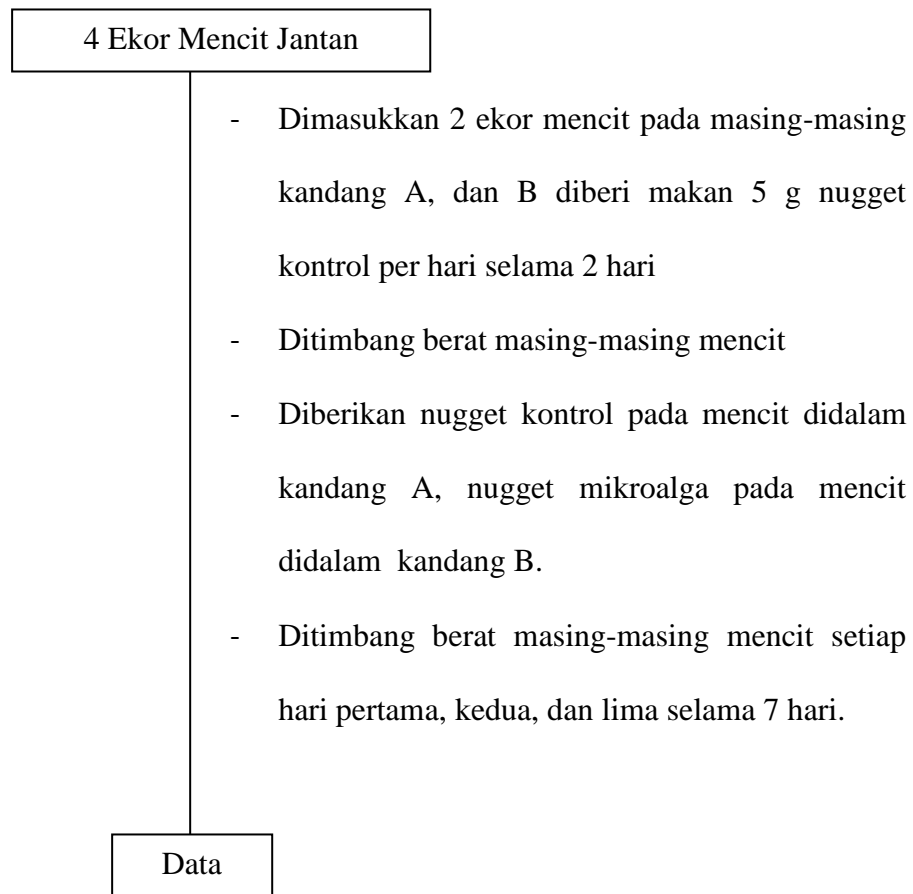 4 Ekor Mencit Jantan
- Dimasukkan 2 ekor mencit pada masing-masing
kandang A, dan B diberi makan 5 g nugget
kontrol per hari selama 2 hari
- Ditimbang berat masing-masing mencit
- Diberikan nugget kontrol pada mencit didalam
kandang A, nugget mikroalga pada mencit
didalam kandang B.
- Ditimbang berat masing-masing mencit setiap
hari pertama, kedua, dan lima selama 7 hari.
Data